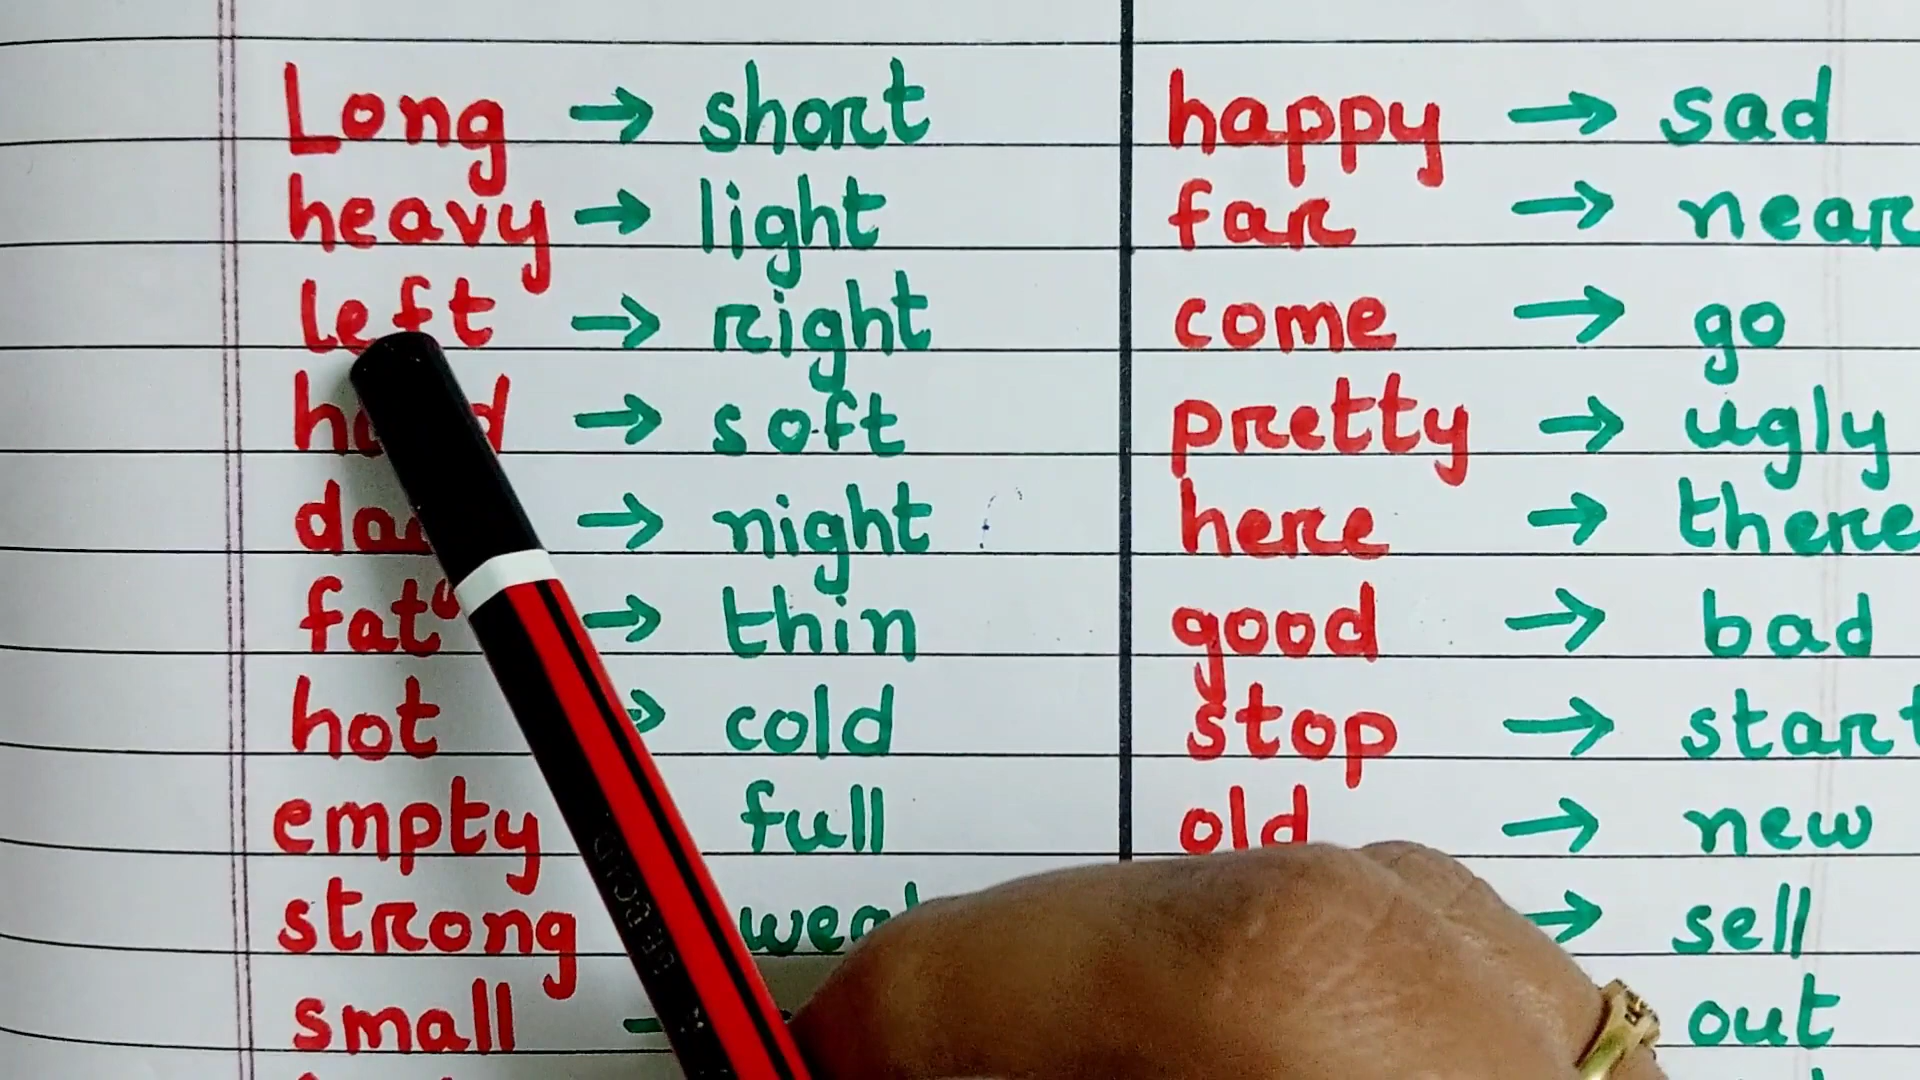 Long → short
heavy → light
left → right
→ soft
→ night
fat → thin
hot → cold
empty full
strong
small
happy → sad
far → near
come → go
pretty → ugly
here → there
good → bad
stop → start
old → new
→ sell
out